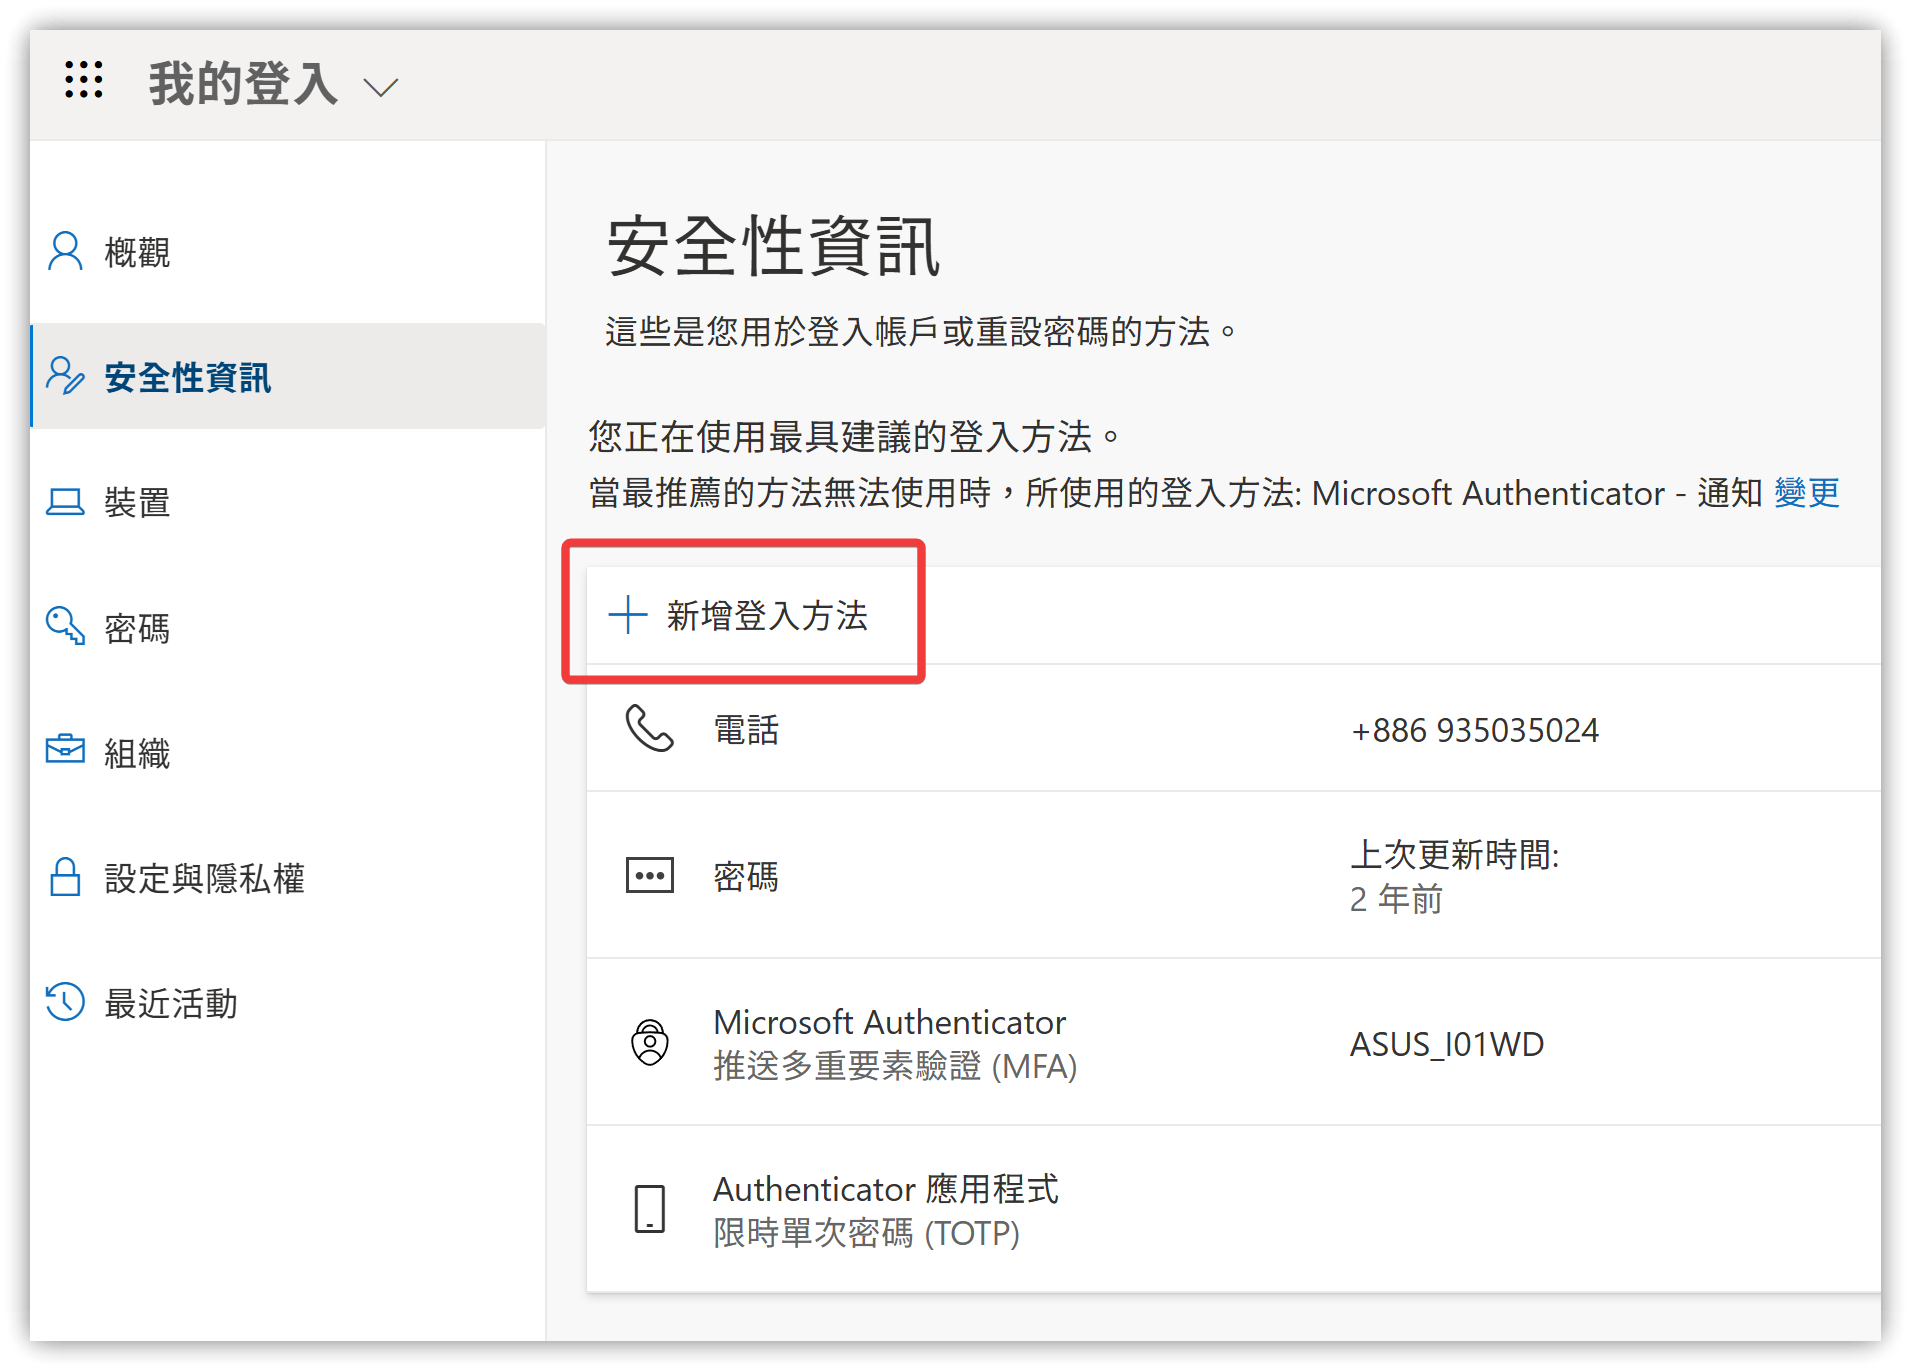 我的登入
概觀
安全性資訊
裝置
密碼
組織
設定與隱私權
最近活動
安全性資訊
這些是您用於登入帳戶或重設密碼的方法。
您正在使用最具建議的登入方法。
當最推薦的方法無法使用時，所使用的登入方法: Microsoft Authenticator - 通知 變更
新增登入方法
電話 +886 935035024
密碼
上次更新時間:
2 年前
Microsoft Authenticator
推送多重要素驗證 (MFA)
ASUS_I01WD
Authenticator 應用程式
限時單次密碼 (TOTP)